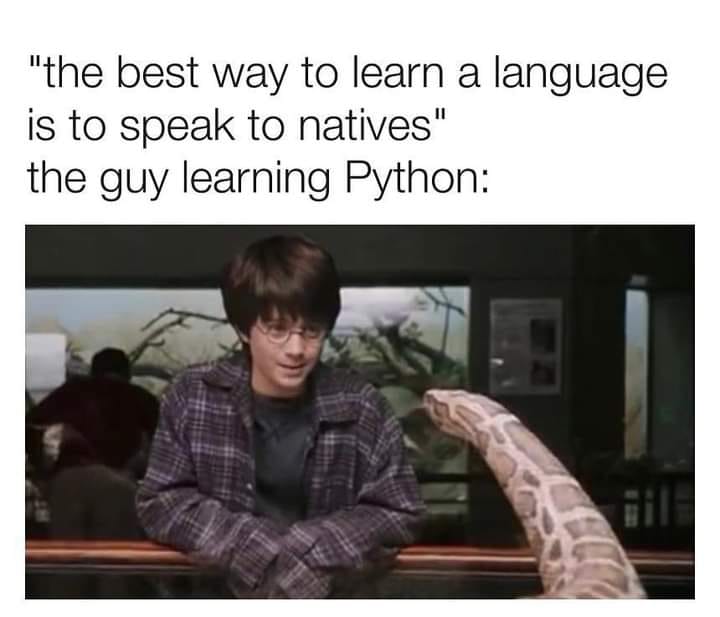 "the best way to learn a language
is to speak to natives"
the guy learning Python: